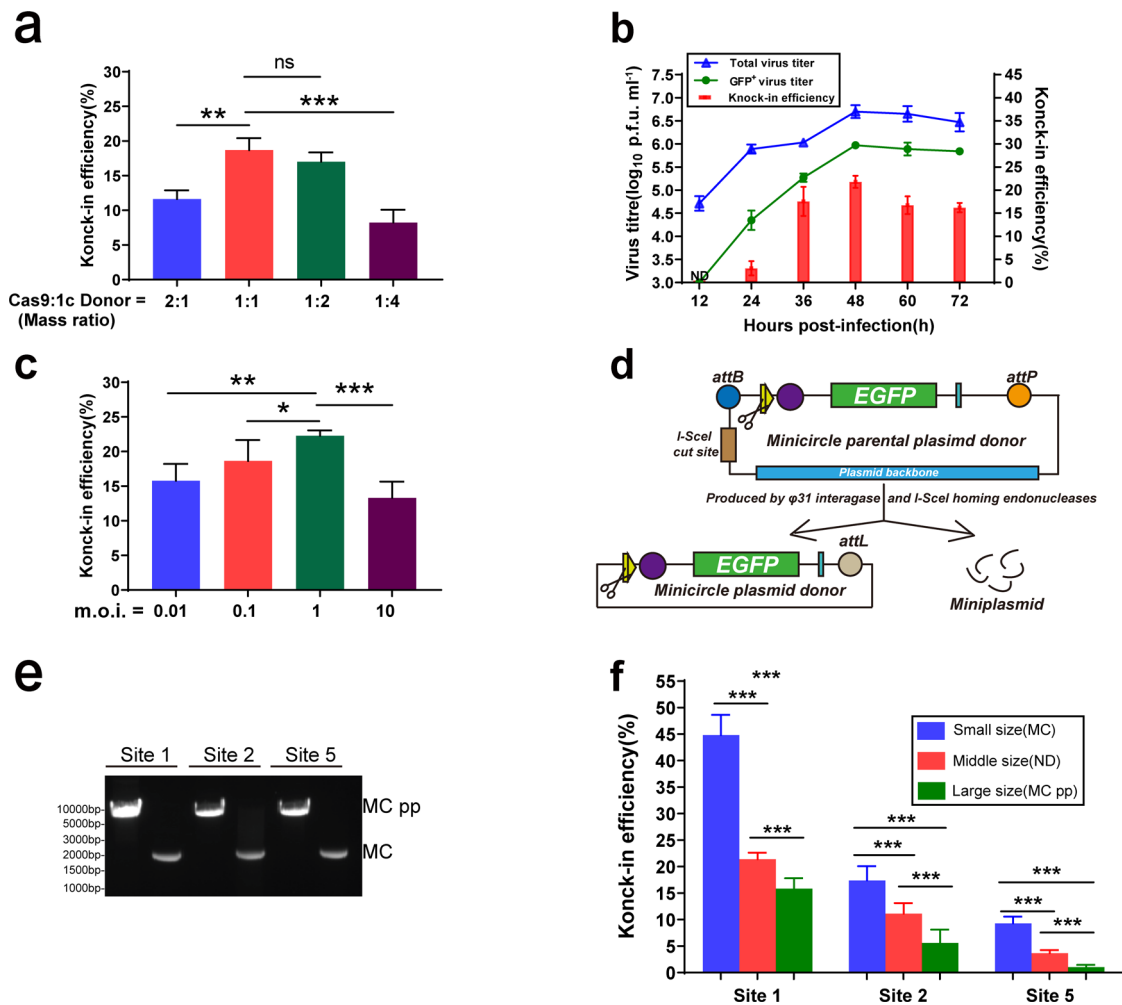 a
Konck-in efficiency(%)
30
25
20
15
10
5
0
ns
**
***
Cas9:1c Donor =
(Mass ratio)
2:1 1:1 1:2 1:4
b
Total virus titer
GFP+ virus titer
Knock-in efficiency
Virus titre(log10 p.f.u. ml-1)
7.5
7.0
6.5
6.0
5.5
5.0
4.5
4.0
3.5
3.0
Konck-in efficiency(%)
45
40
35
30
25
20
15
10
5
0
ND
12 24 36 48 60 72
Hours post-infection(h)
c
Konck-in efficiency(%)
30
25
20
15
10
5
0
**
***
*
m.o.i. = 0.01 0.1 1 10
d
attB attP
EGFP
I-SceI
cut site
Minicircle parental plasimd donor
Plasmid backbone
Produced by φ31 interagase and I-SceI homing endonucleases
attL
EGFP
Minicircle plasmid donor
Miniplasmid
e
Site 1 Site 2 Site 5
10000bp-
5000bp-
3000bp-
2000bp-
1500bp-
1000bp-
MC pp
MC
f
Konck-in efficiency(%)
55
50
45
40
35
30
25
20
15
10
5
0
Small size(MC)
Middle size(ND)
Large size(MC pp)
***
***
***
***
***
***
***
***
***
Site 1 Site 2 Site 5